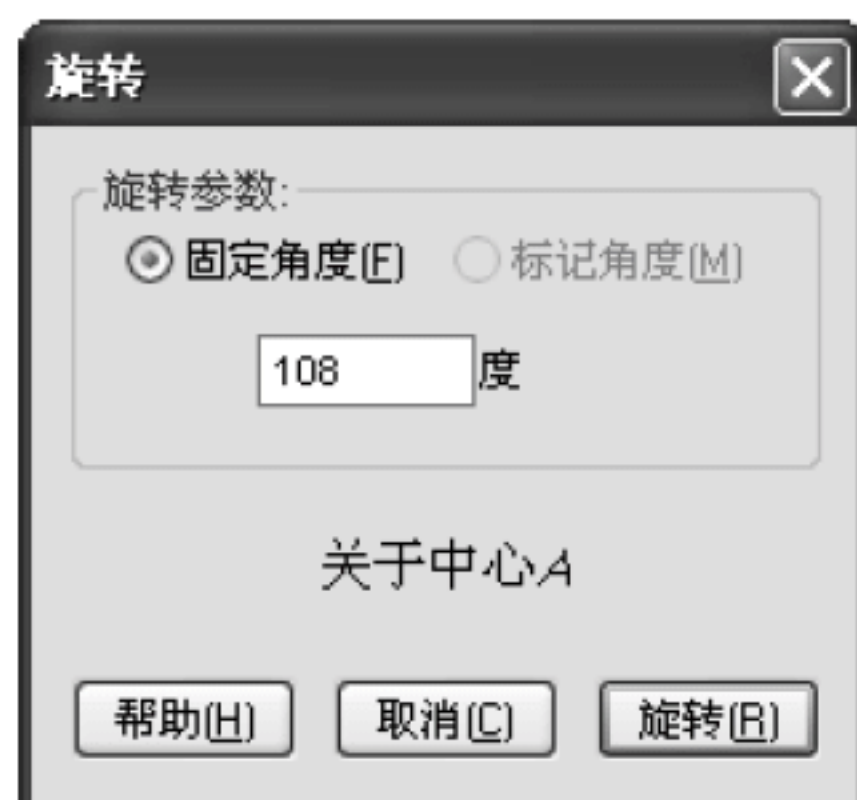 旋转
旋转参数:
固定角度(F) 标记角度(M)
108 度
关于中心A
帮助(H) 取消(C) 旋转(R)